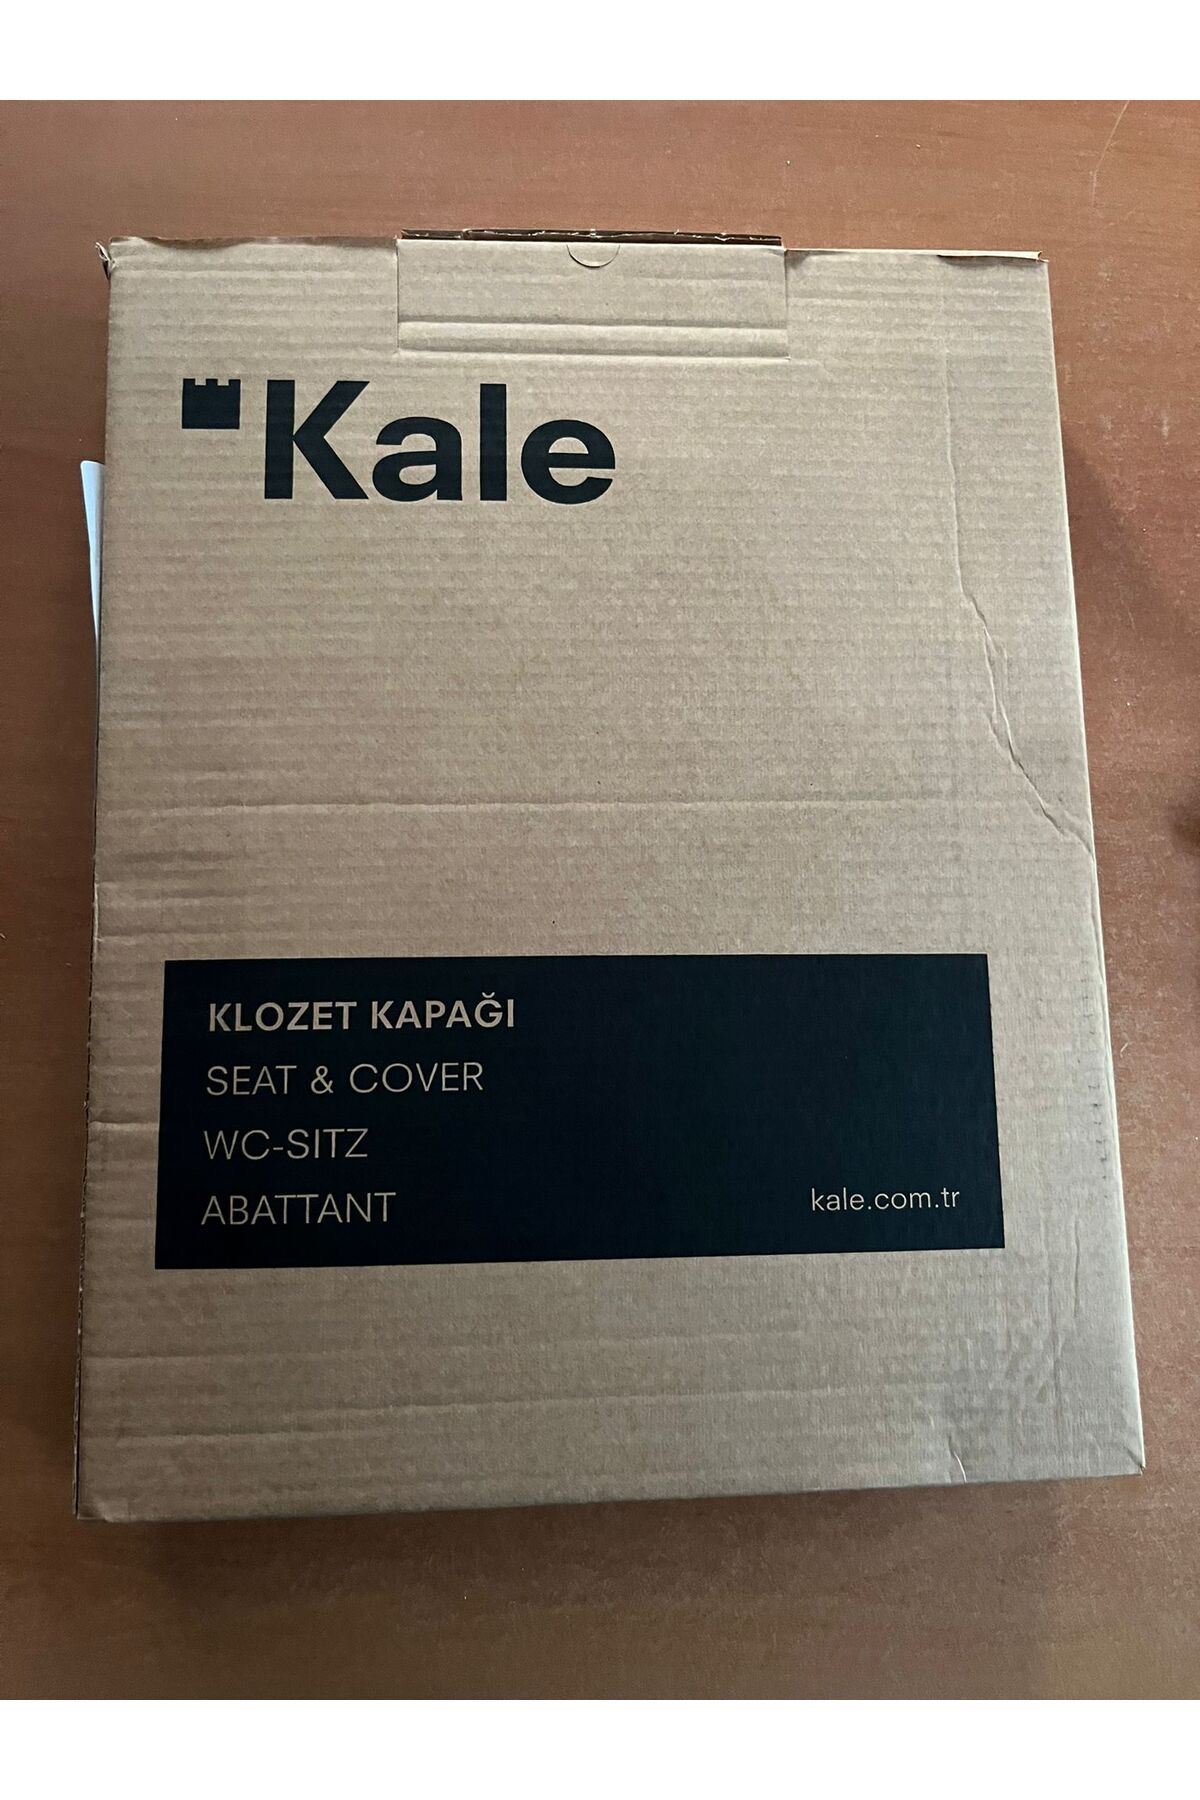 Kale
KLOZET KAPAĞI
SEAT & COVER
WC-SITZ
ABATTANT
kale.com.tr